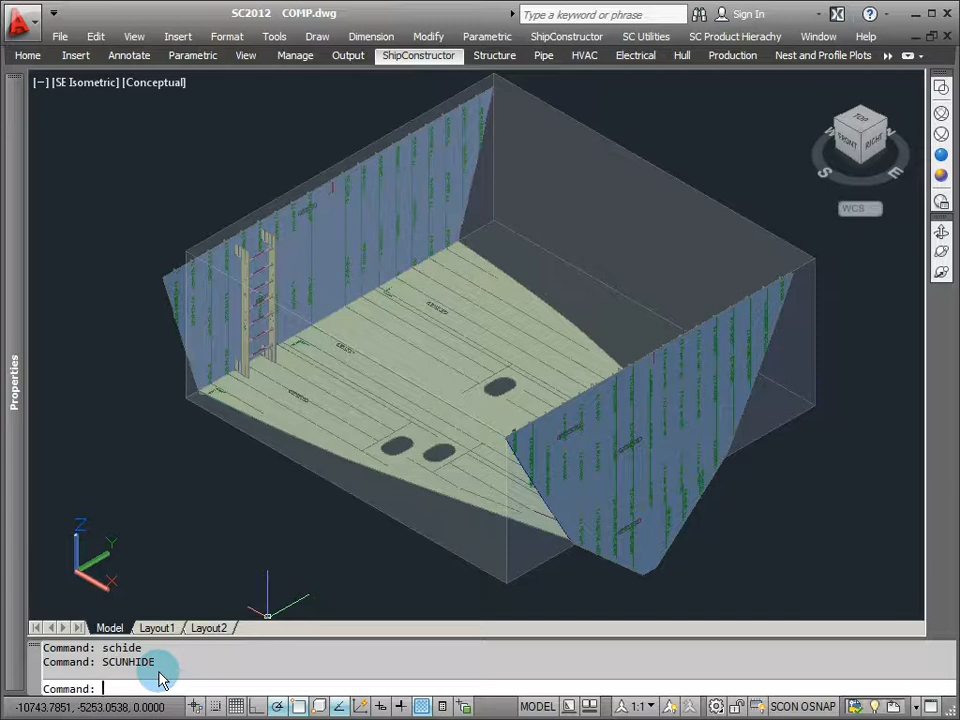 SC2012 COMP.dwg
Type a keyword or phrase
Sign In
File Edit View Insert Format Tools Draw Dimension Modify Parametric ShipConstructor SC Utilities SC Product Hierachy Window Help
Home Insert Annotate Parametric View Manage Output ShipConstructor Structure Pipe HVAC Electrical Hull Production Nest and Profile Plots
[−] [SE Isometric] [Conceptual]
TOP
FRONT
RIGHT
W
N
S
E
WCS
Properties
Z
Y
X
Model Layout1 Layout2
Command: schide
Command: SCUNHIDE
Command:
-10743.7851, -5253.0538, 0.0000
MODEL
1:1
SCON OSNAP